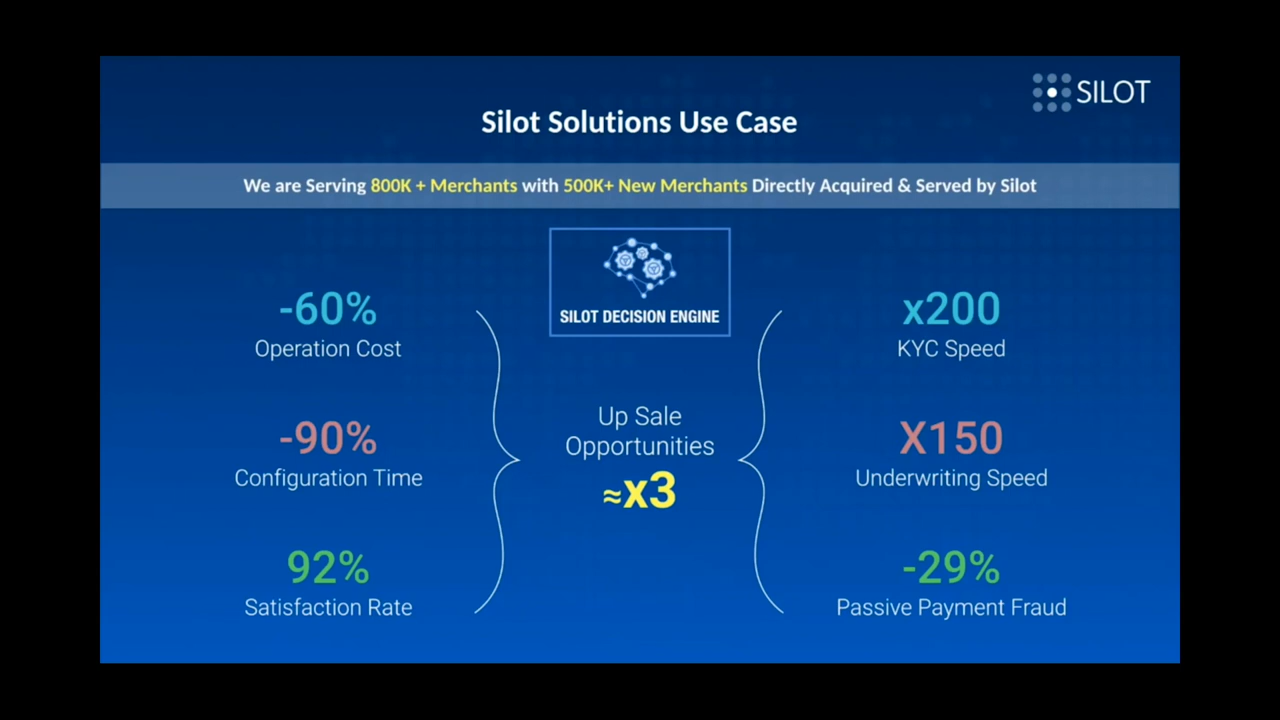 SILOT
Silot Solutions Use Case
We are Serving 800K + Merchants with 500K+ New Merchants Directly Acquired & Served by Silot
SILOT DECISION ENGINE
-60%
Operation Cost
-90%
Configuration Time
92%
Satisfaction Rate
Up Sale
Opportunities
≈x3
x200
KYC Speed
X150
Underwriting Speed
-29%
Passive Payment Fraud